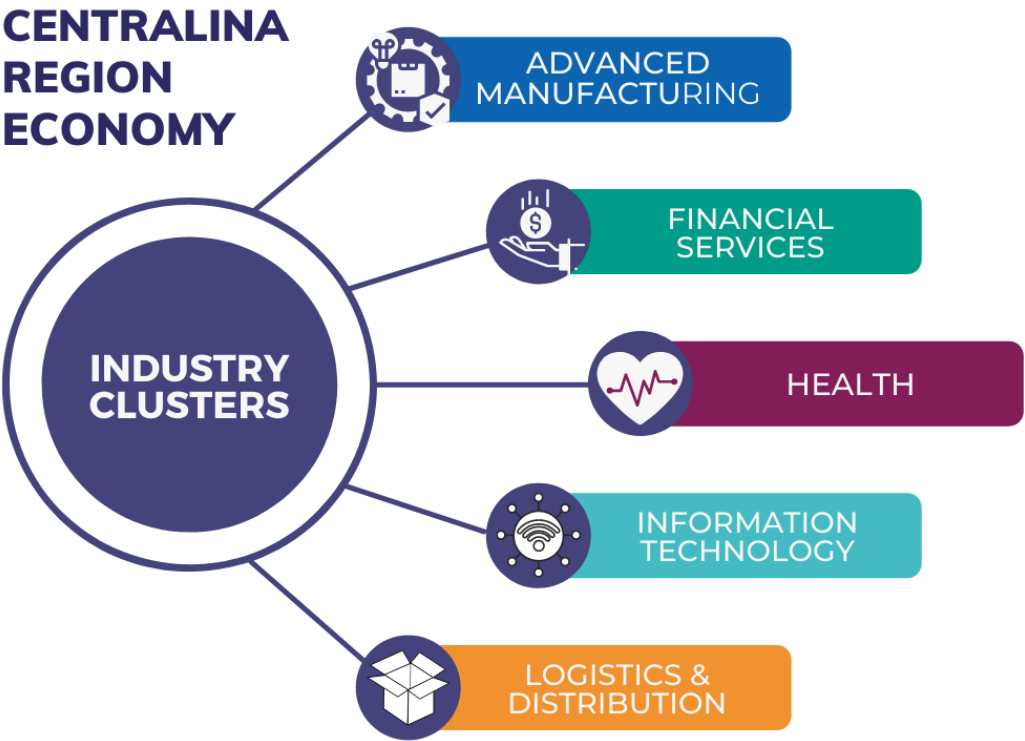 CENTRALINA
REGION
ECONOMY
ADVANCED
MANUFACTURING
FINANCIAL
SERVICES
INDUSTRY
CLUSTERS
HEALTH
INFORMATION
TECHNOLOGY
LOGISTICS &
DISTRIBUTION
$